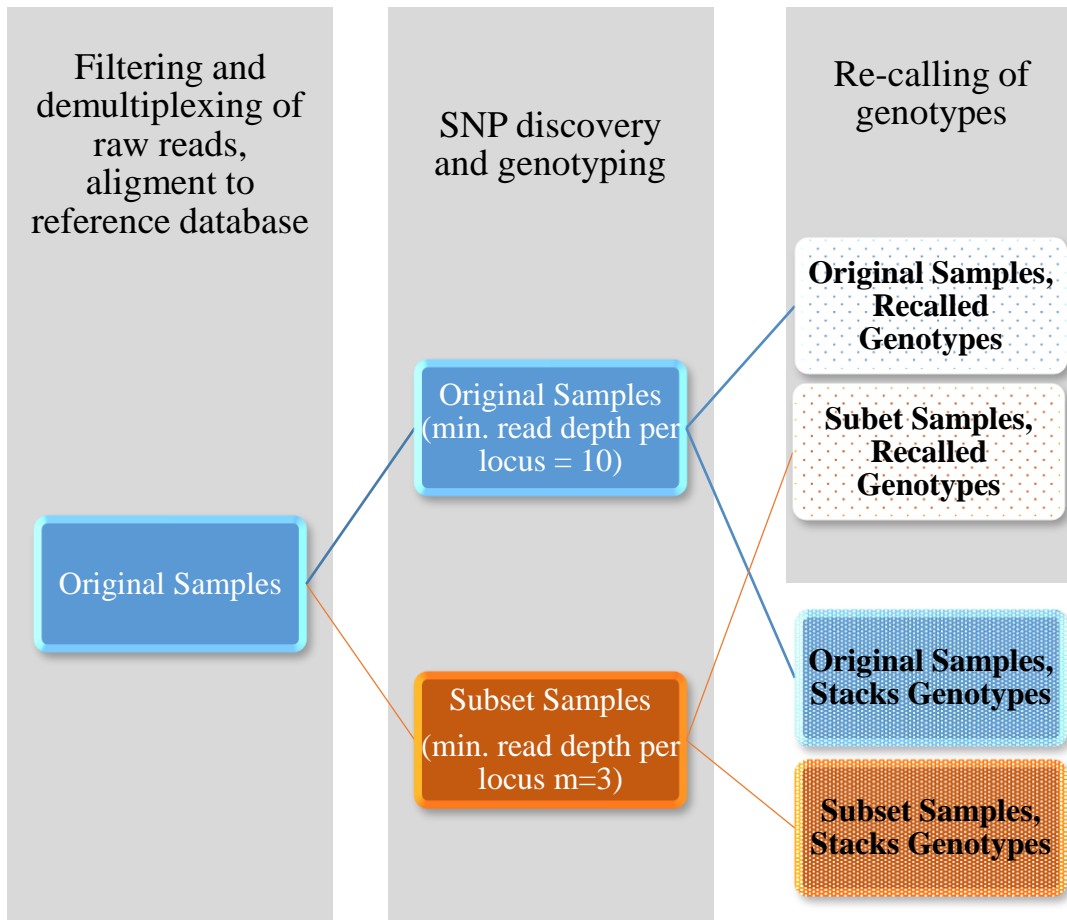 Filtering and
demultiplexing of
raw reads,
aligment to
reference database
SNP discovery
and genotyping
Re-calling of
genotypes
Original Samples
Original Samples
(min. read depth per
locus = 10)
Subset Samples
(min. read depth per
locus m=3)
Original Samples,
Recalled
Genotypes
Subet Samples,
Recalled
Genotypes
Original Samples,
Stacks Genotypes
Subset Samples,
Stacks Genotypes